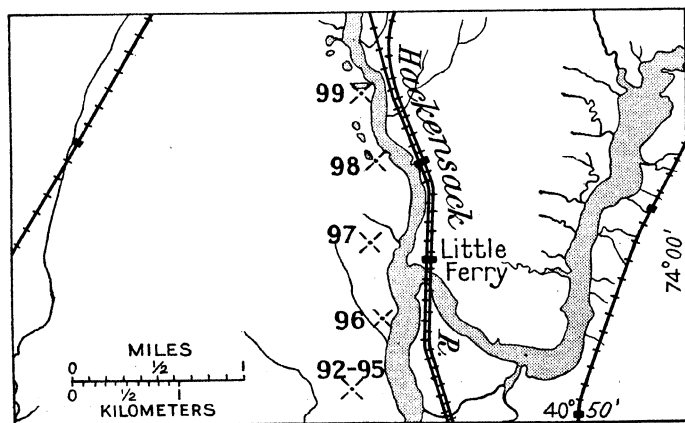 Hackensack
99
98
97
Little
Ferry
74°00'
96
R.
MILES
0 ½ 1
92-95
0 ½ 1
KILOMETERS
40°50'